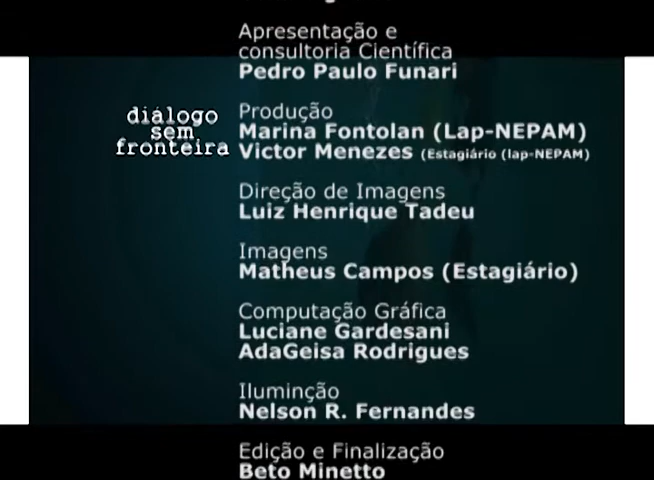 Apresentação e
consultoria Científica
Pedro Paulo Funari
diálogo
sem
fronteira
Produção
Marina Fontolan (Lap-NEPAM)
Victor Menezes (Estagiário (lap-NEPAM)
Direção de Imagens
Luiz Henrique Tadeu
Imagens
Matheus Campos (Estagiário)
Computação Gráfica
Luciane Gardesani
AdaGeisa Rodrigues
Iluminção
Nelson R. Fernandes
Edição e Finalização
Beto Minetto